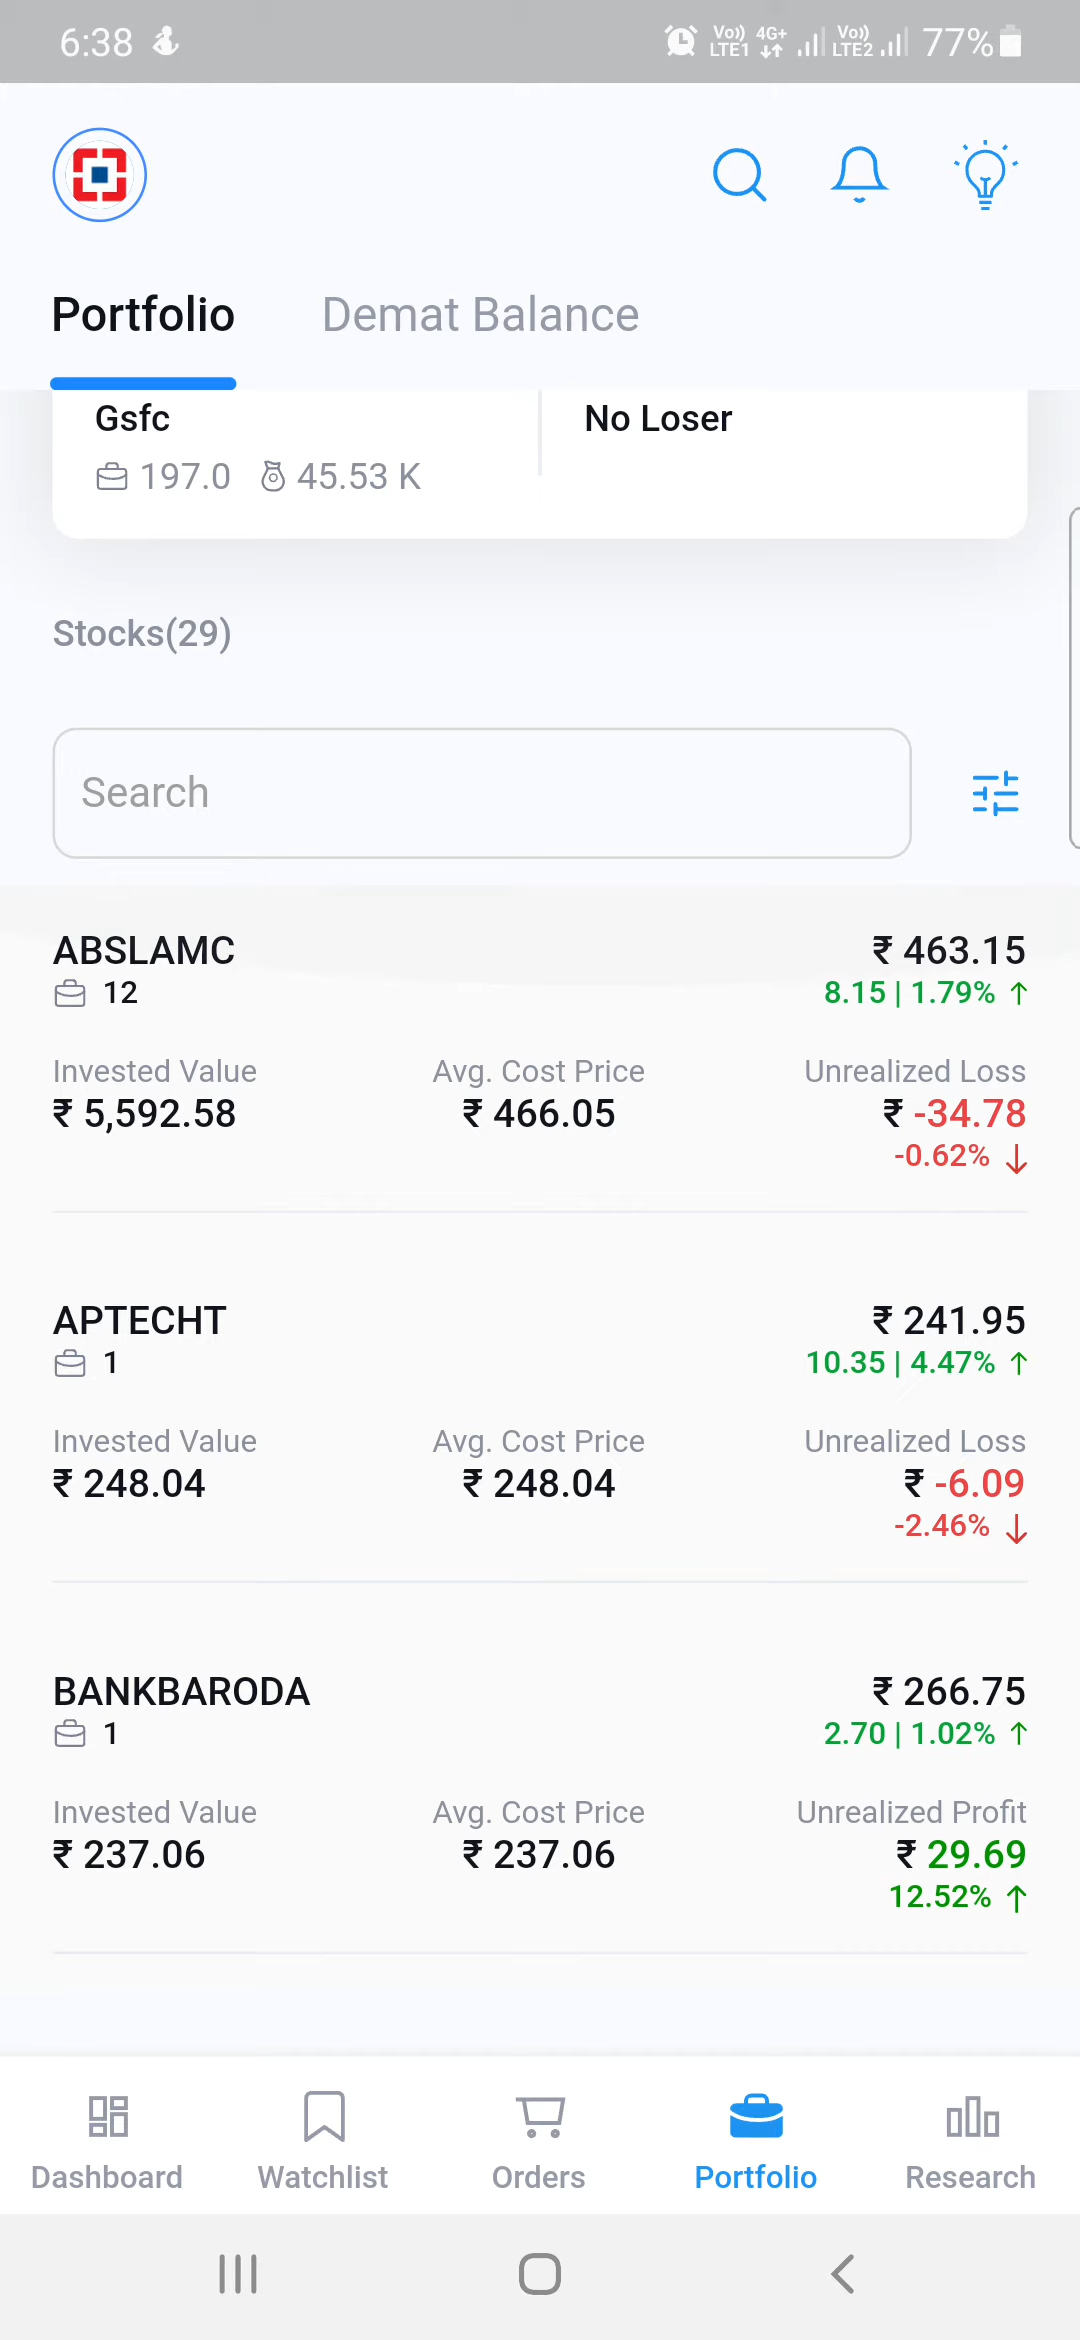 6:38
Vo)) LTE1 4G+ Vo)) LTE2 77%
Portfolio Demat Balance
Gsfc No Loser
197.0 45.53 K
Stocks(29)
Search
ABSLAMC ₹ 463.15
12 8.15 | 1.79% ↑
Invested Value Avg. Cost Price Unrealized Loss
₹ 5,592.58 ₹ 466.05 ₹ -34.78
-0.62% ↓
APTECHT ₹ 241.95
1 10.35 | 4.47% ↑
Invested Value Avg. Cost Price Unrealized Loss
₹ 248.04 ₹ 248.04 ₹ -6.09
-2.46% ↓
BANKBARODA ₹ 266.75
1 2.70 | 1.02% ↑
Invested Value Avg. Cost Price Unrealized Profit
₹ 237.06 ₹ 237.06 ₹ 29.69
12.52% ↑
Dashboard Watchlist Orders Portfolio Research